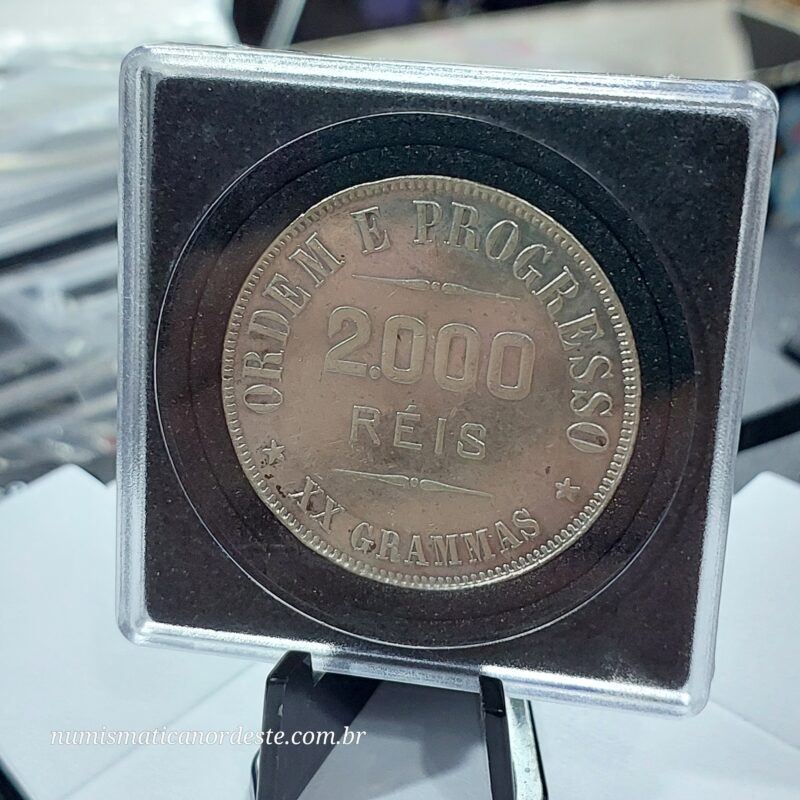 ORDEM E PROGRESSO
2.000
RÉIS
XX GRAMMAS
numismaticanordeste.com.br